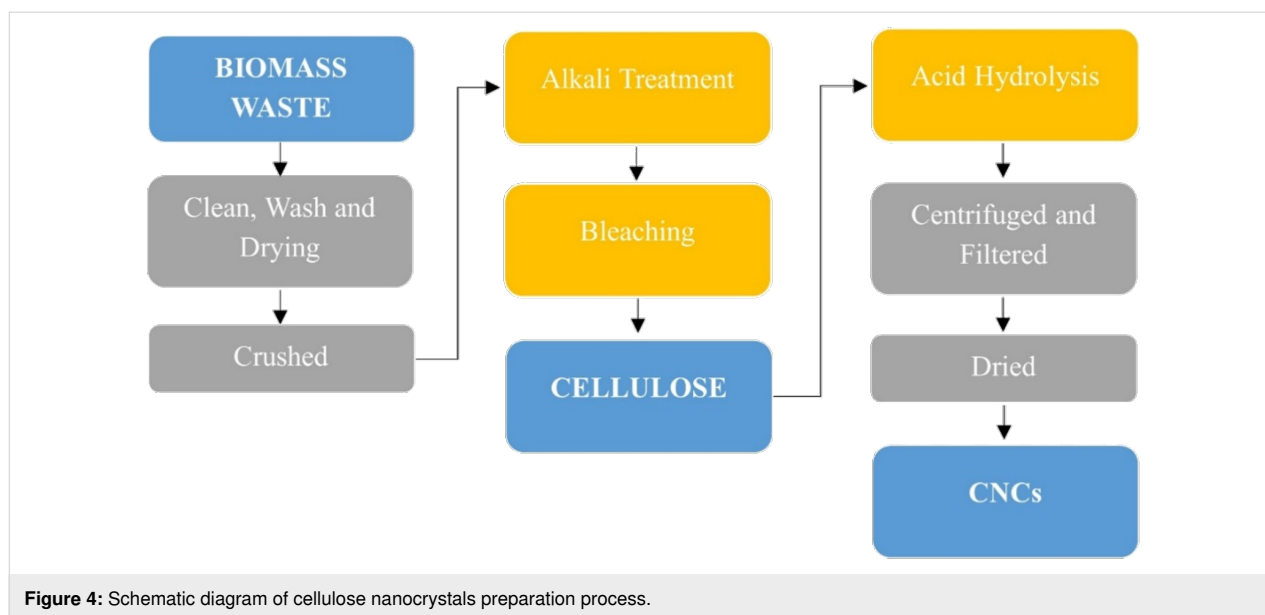 BIOMASS
WASTE
Clean, Wash and
Drying
Crushed
Alkali Treatment
Bleaching
CELLULOSE
Acid Hydrolysis
Centrifuged and
Filtered
Dried
CNCs
Figure 4: Schematic diagram of cellulose nanocrystals preparation process.